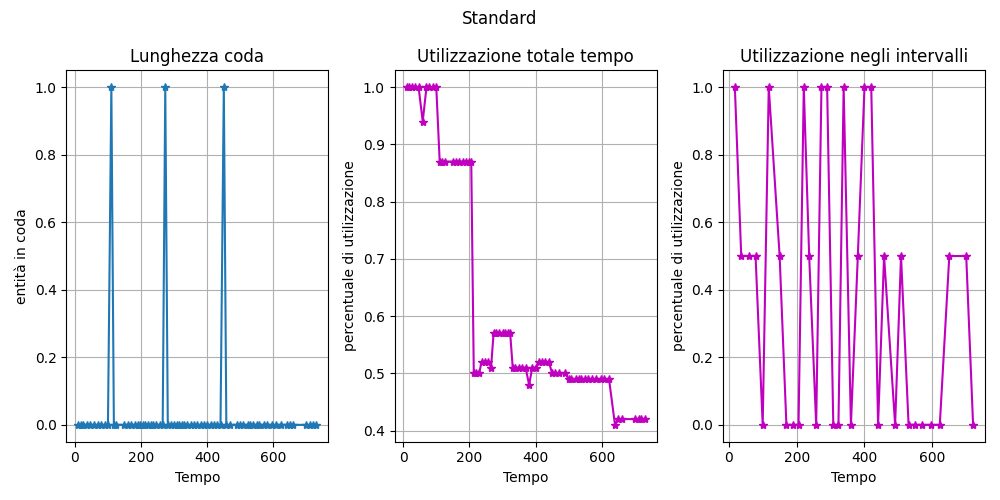 Standard
Lunghezza coda
entità in coda
1.0
0.8
0.6
0.4
0.2
0.0
0 200 400 600
Tempo
Utilizzazione totale tempo
percentuale di utilizzazione
1.0
0.9
0.8
0.7
0.6
0.5
0.4
0 200 400 600
Tempo
Utilizzazione negli intervalli
percentuale di utilizzazione
1.0
0.8
0.6
0.4
0.2
0.0
0 200 400 600
Tempo